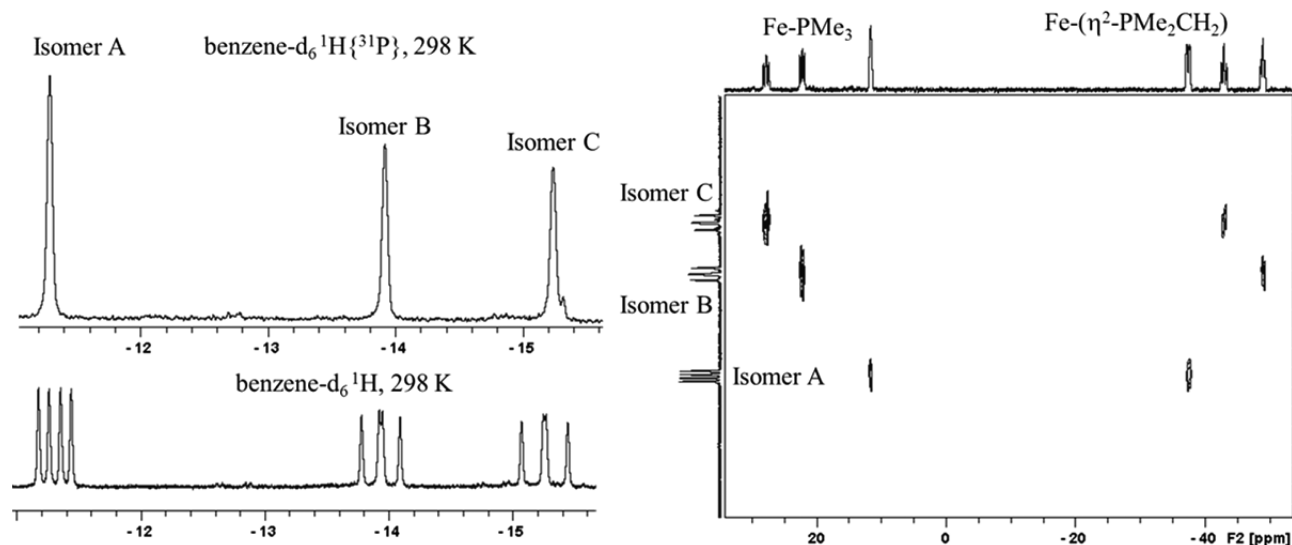 Isomer A
benzene-d₆ ¹H{³¹P}, 298 K
Isomer B
Isomer C
-12 -13 -14 -15
benzene-d₆ ¹H, 298 K
-12 -13 -14 -15
Fe-PMe₃
Fe-(η²-PMe₂CH₂)
Isomer C
Isomer B
Isomer A
20 0 -20 -40 F2 [ppm]